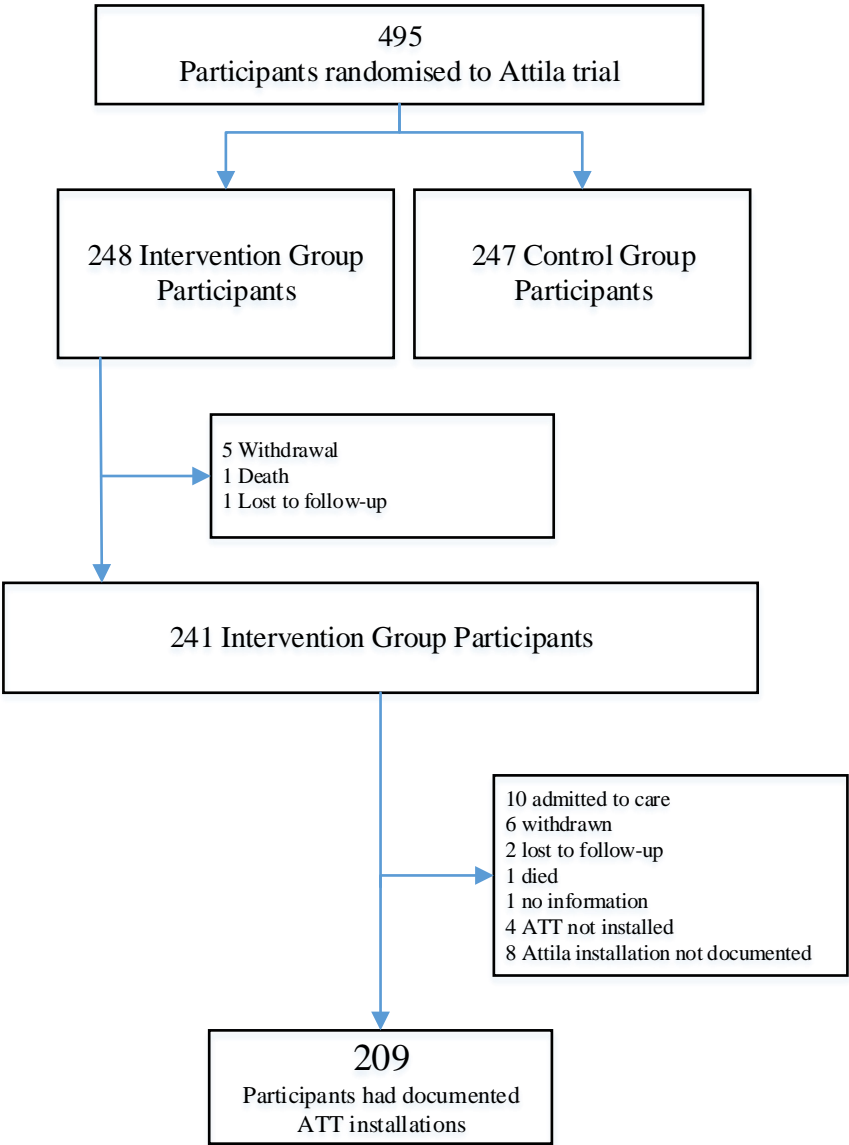 495
Participants randomised to Attila trial
248 Intervention Group
Participants
247 Control Group
Participants
5 Withdrawal
1 Death
1 Lost to follow-up
241 Intervention Group Participants
10 admitted to care
6 withdrawn
2 lost to follow-up
1 died
1 no information
4 ATT not installed
8 Attila installation not documented
209
Participants had documented
ATT installations